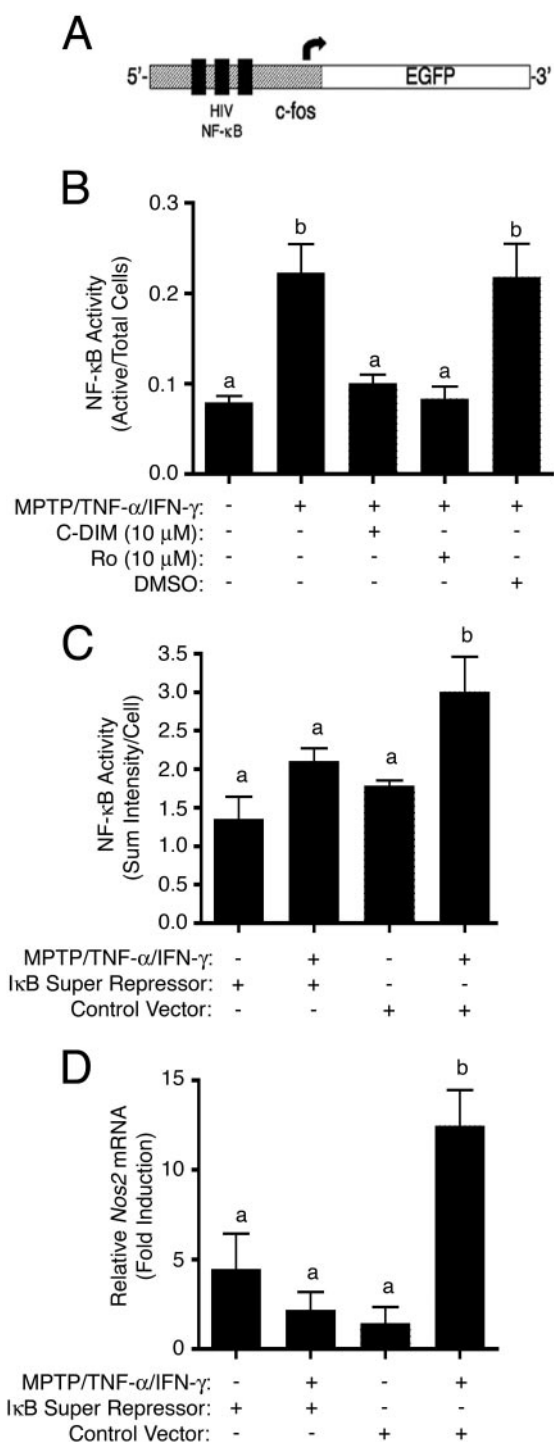 A
5'-
EGFP
-3'
HIV
NF-κB
c-fos
B
NF-κB Activity
(Active/Total Cells)
0.3
0.2
0.1
0.0
a
b
a
a
b
MPTP/TNF-α/IFN-γ: - + + + +
C-DIM (10 μM): - - + - -
Ro (10 μM): - - - + -
DMSO: - - - - +
C
NF-κB Activity
(Sum Intensity/Cell)
3.5
3.0
2.5
2.0
1.5
1.0
0.5
0.0
a
a
a
b
MPTP/TNF-α/IFN-γ: - + - +
IκB Super Repressor: + + - -
Control Vector: - - + +
D
Relative Nos2 mRNA
(Fold Induction)
15
10
5
0
a
a
a
b
MPTP/TNF-α/IFN-γ: - + - +
IκB Super Repressor: + + - -
Control Vector: - - + +